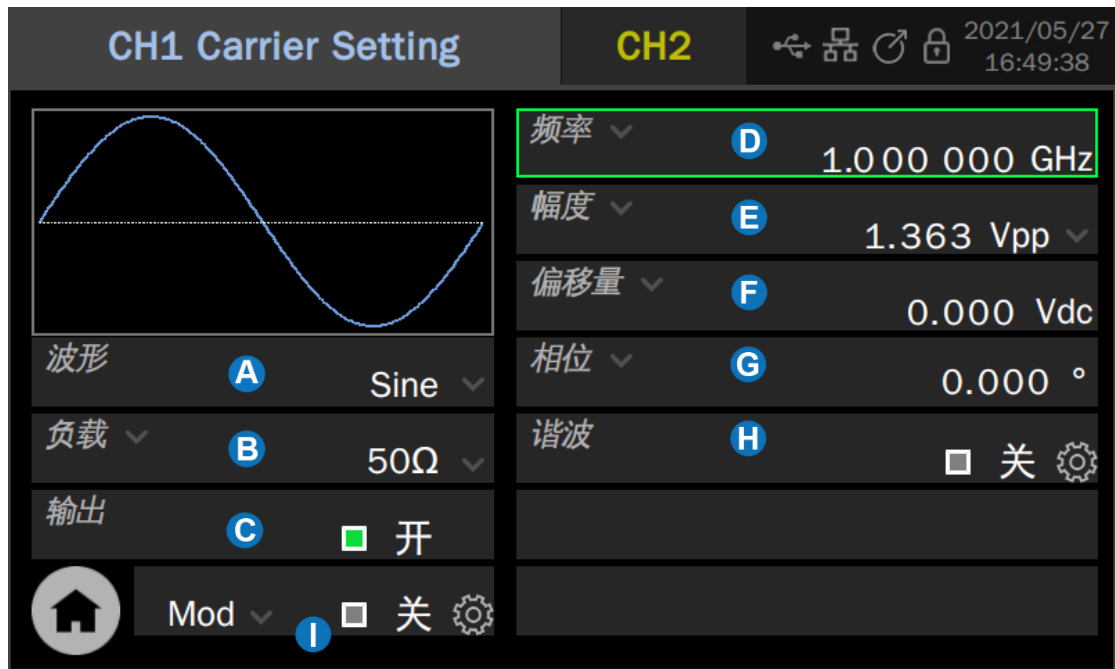 CH1 Carrier Setting
CH2
2021/05/27
16:49:38
频率
D
1.000 000 GHz
幅度
E
1.363 Vpp
偏移量
F
0.000 Vdc
波形
A
Sine
相位
G
0.000 °
负载
B
50Ω
谐波
H
关
输出
C
开
Mod
I
关